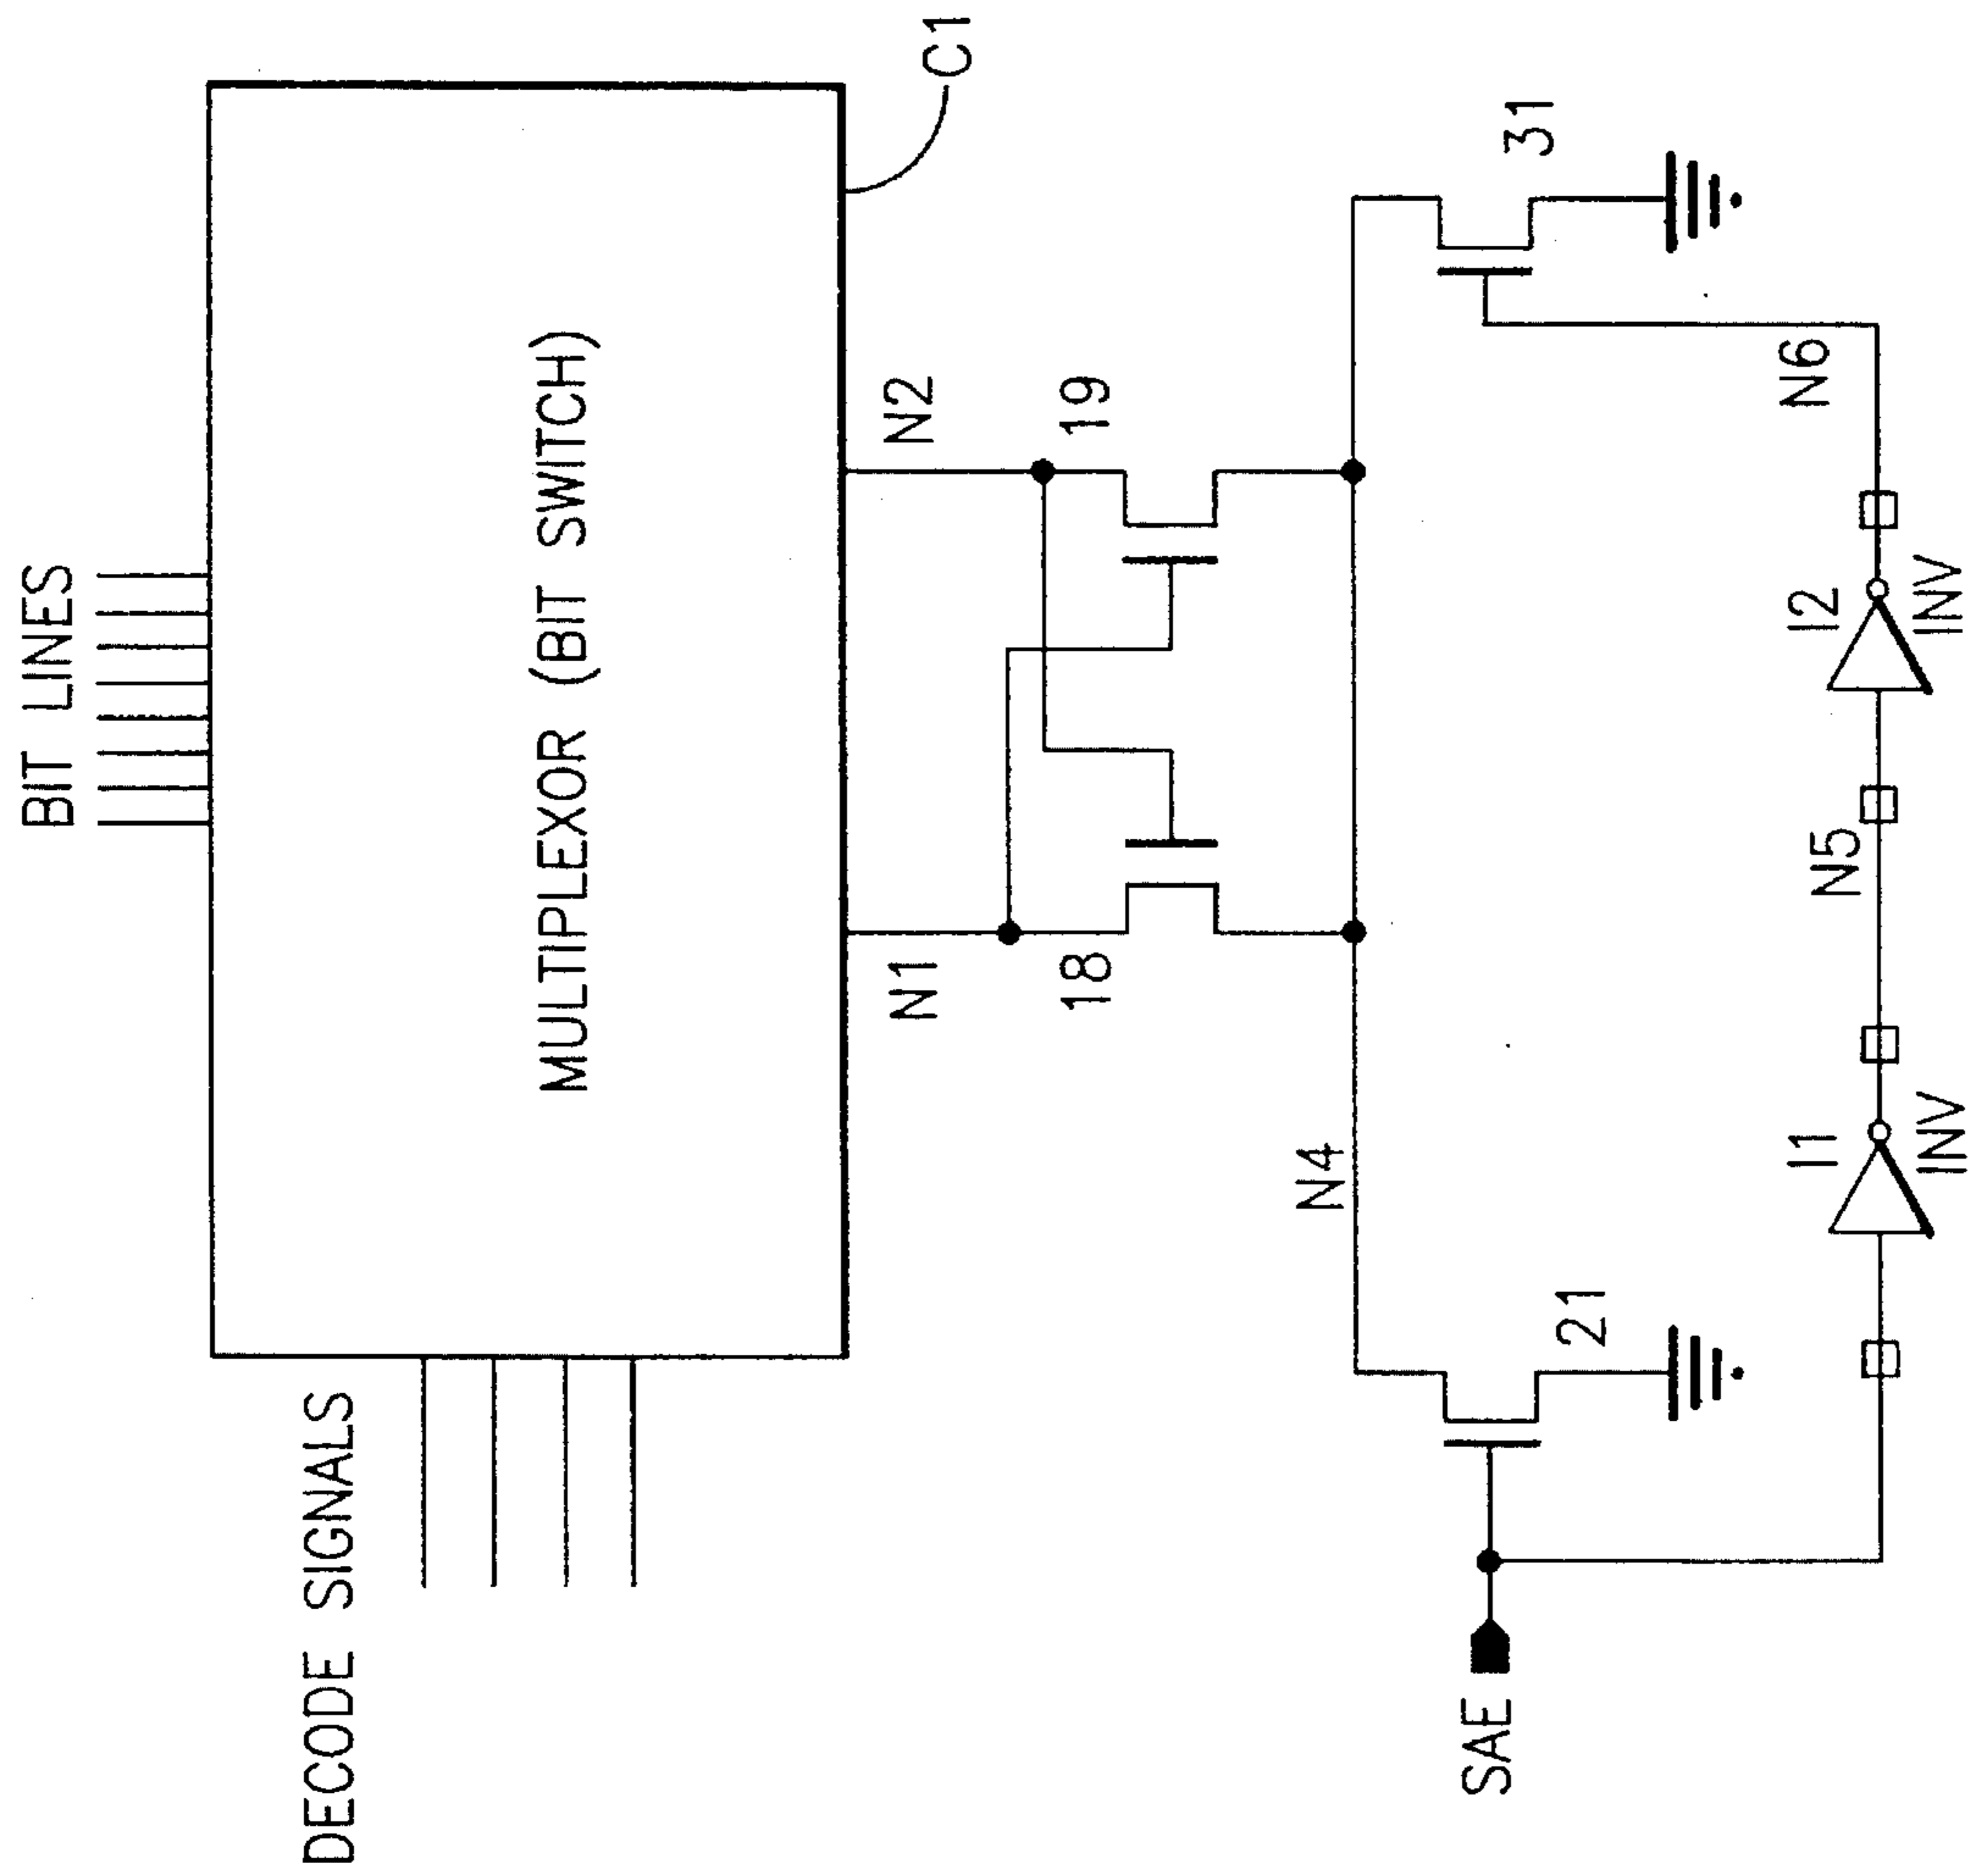 BIT LINES
DECODE SIGNALS
MULTIPLEXOR (BIT SWITCH)
C1
N1
N2
18
19
N4
SAE
21
31
I1
INV
N5
I2
INV
N6